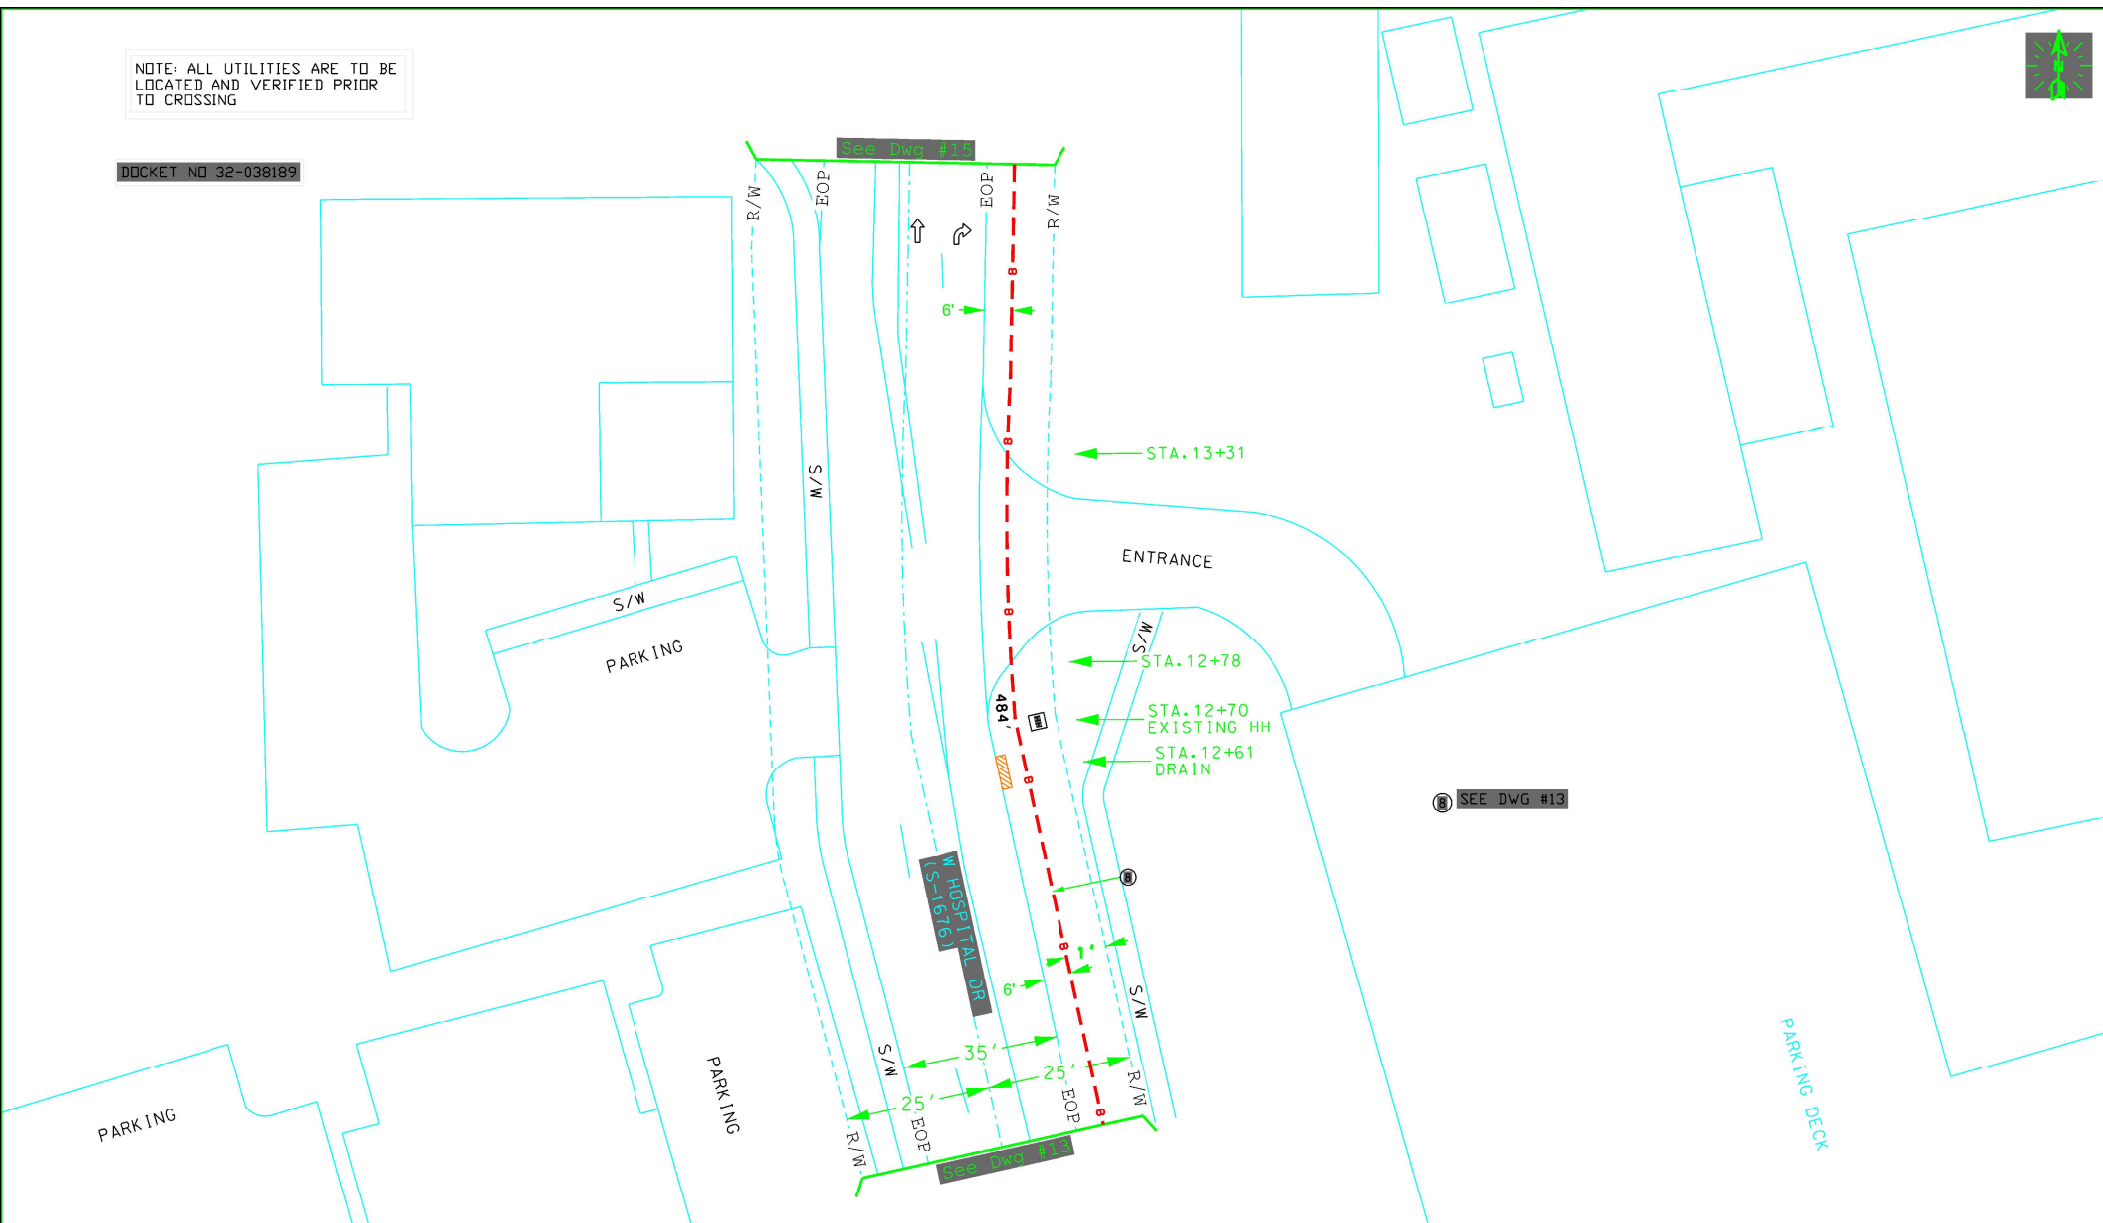 NOTE: ALL UTILITIES ARE TO BE
LOCATED AND VERIFIED PRIOR
TO CROSSING
N
See Dwg #15
DOCKET NO 32-038189
R/W
EOP
EOP
R/W
B
6'
B
STA.13+31
S/W
ENTRANCE
S/W
B
PARKING
S/W
STA.12+78
484'
HH
STA.12+70
EXISTING HH
STA.12+61
DRAIN
B
8
SEE DWG #13
W HOSPITAL DR
(S-1676)
8
B
1'
6'
S/W
35'
25'
25'
S/W
R/W
EOP
B
EOP
R/W
See Dwg #13
PARKING
PARKING
PARKING DECK